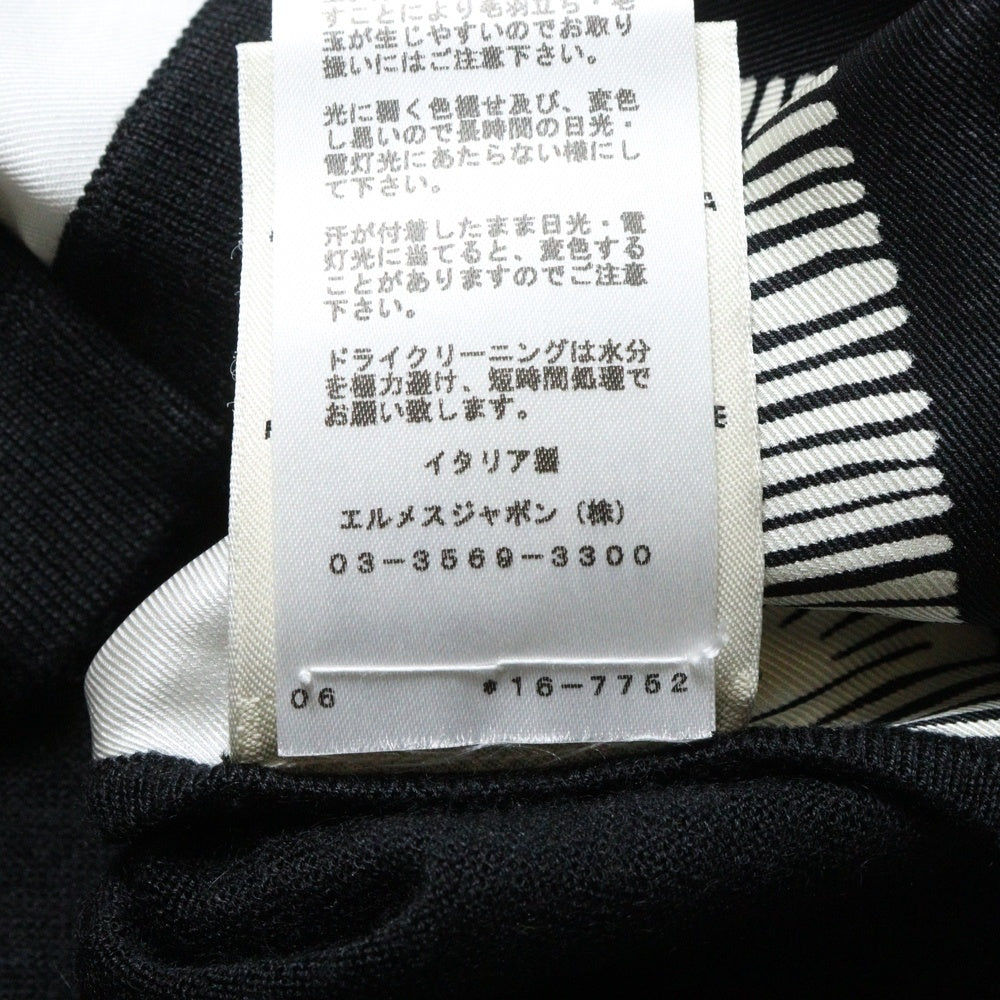 すことにより毛羽立ち・毛
玉が生じやすいのでお取り
扱いにはご注意下さい。
光に弱く色褪せ及び、変色
し易いので長時間の日光・
電灯光にあたらない様にし
て下さい。
汗が付着したまま日光・電
灯光に当てると、変色する
ことがありますのでご注意
下さい。
ドライクリーニングは水分
を極力避け、短時間処理で
お願い致します。
イタリア製
エルメスジャポン（株）
03-3569-3300
06 *16-7752
A
E